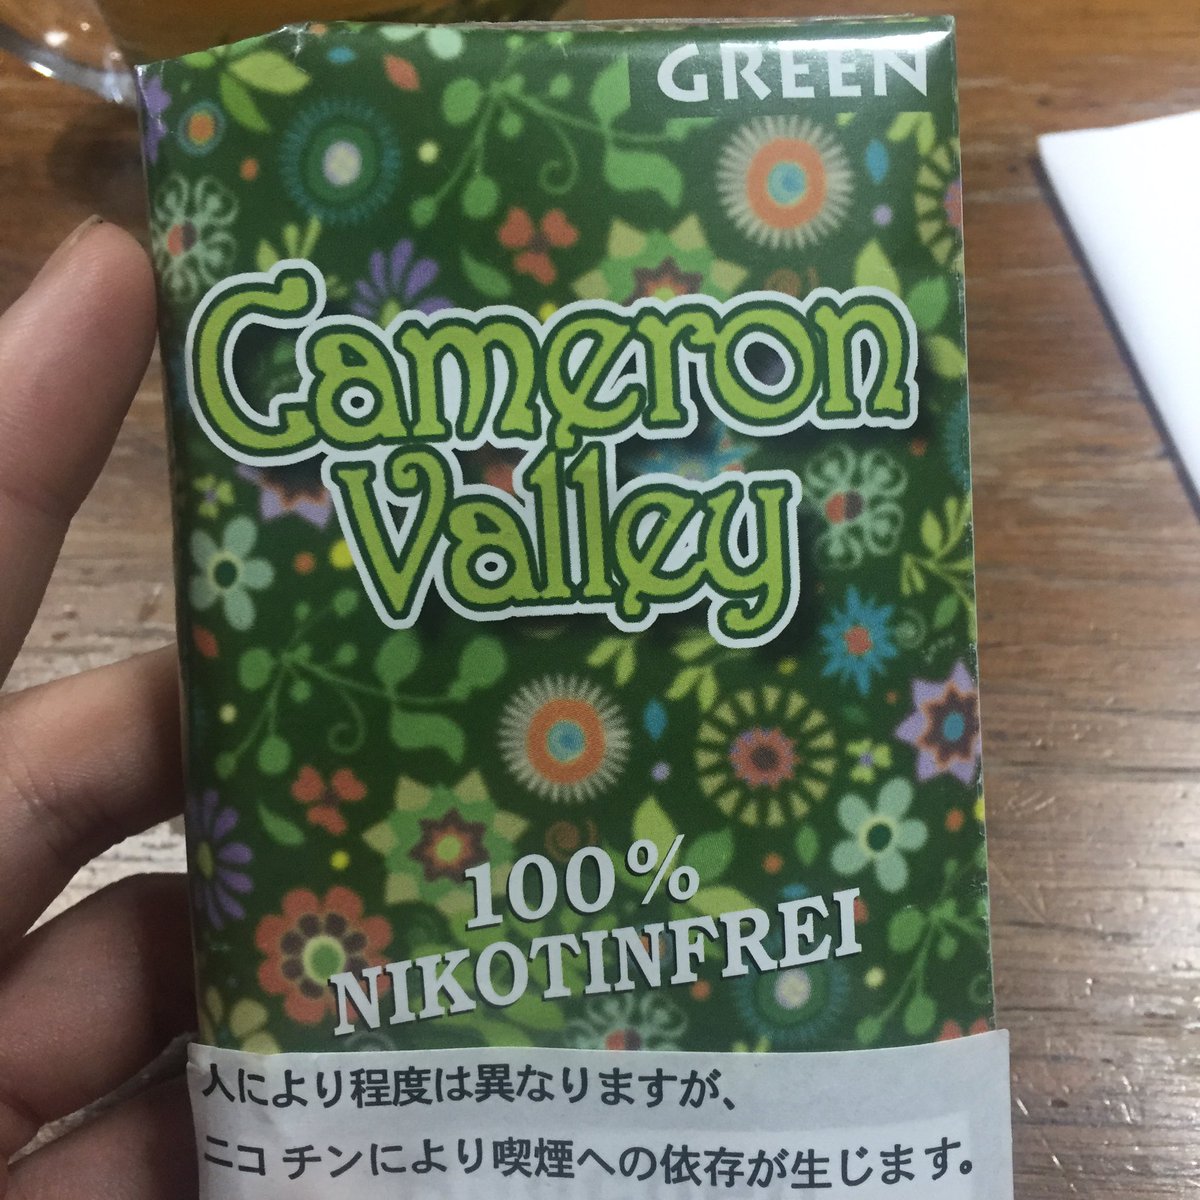 GREEN
Cameron
Valley
100%
NIKOTINFREI
人により程度は異なりますが、
ニコチンにより喫煙への依存が生じます。